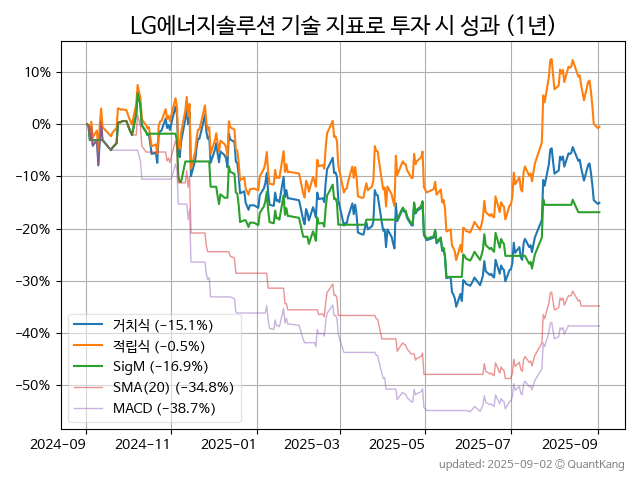 LG에너지솔루션 기술 지표로 투자 시 성과 (1년)
10%
0%
−10%
−20%
−30%
−40%
−50%
거치식 (−15.1%)
적립식 (−0.5%)
SigM (−16.9%)
SMA(20) (−34.8%)
MACD (−38.7%)
2024-09 2024-11 2025-01 2025-03 2025-05 2025-07 2025-09
updated: 2025-09-02 © QuantKang